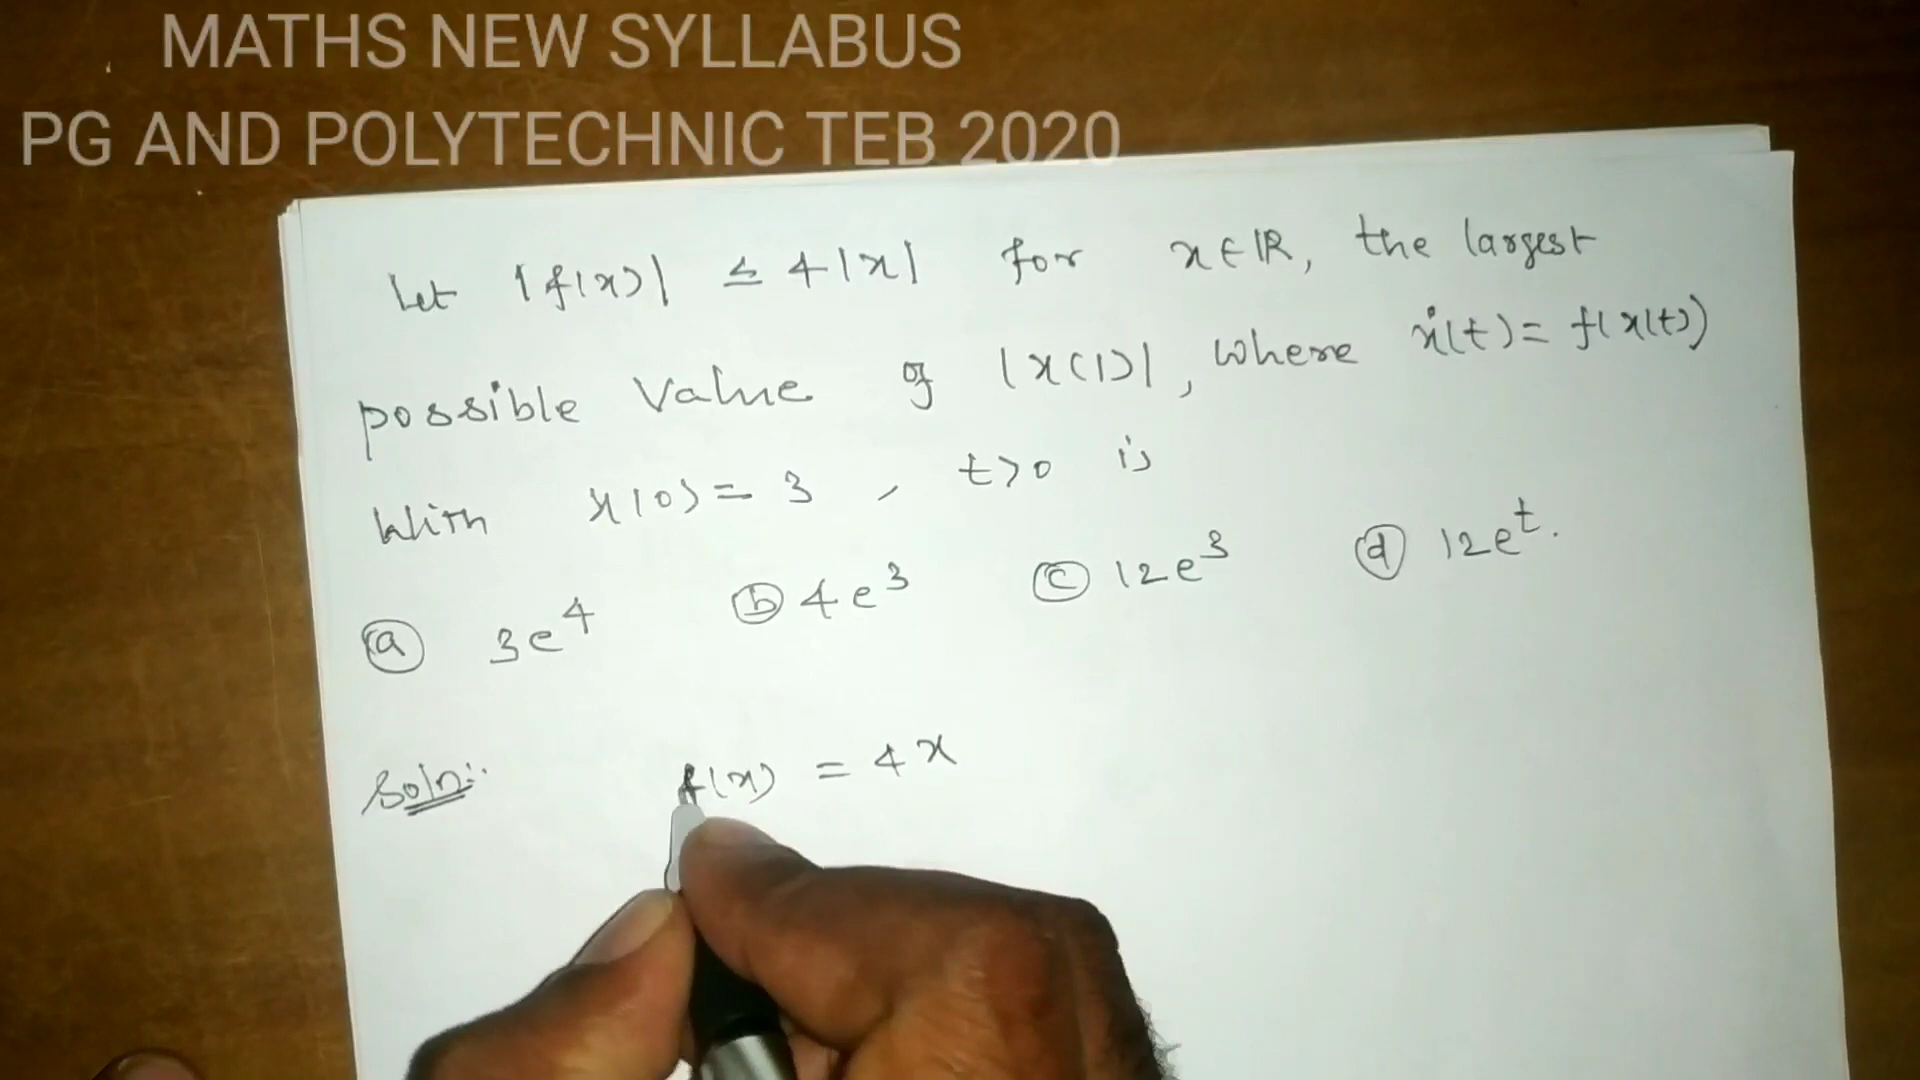 MATHS NEW SYLLABUS
PG AND POLYTECHNIC TEB 2020
Let |f(x)| ≤ 4|x| for x∈ℝ, the largest
possible value of |x(1)|, where ẋ(t) = f(x(t))
With x(0) = 3, t>0 is
ⓐ 3e⁴ ⓑ 4e³ ⓒ 12e³ ⓓ 12eᵗ.
Soln:- f(x) = 4x